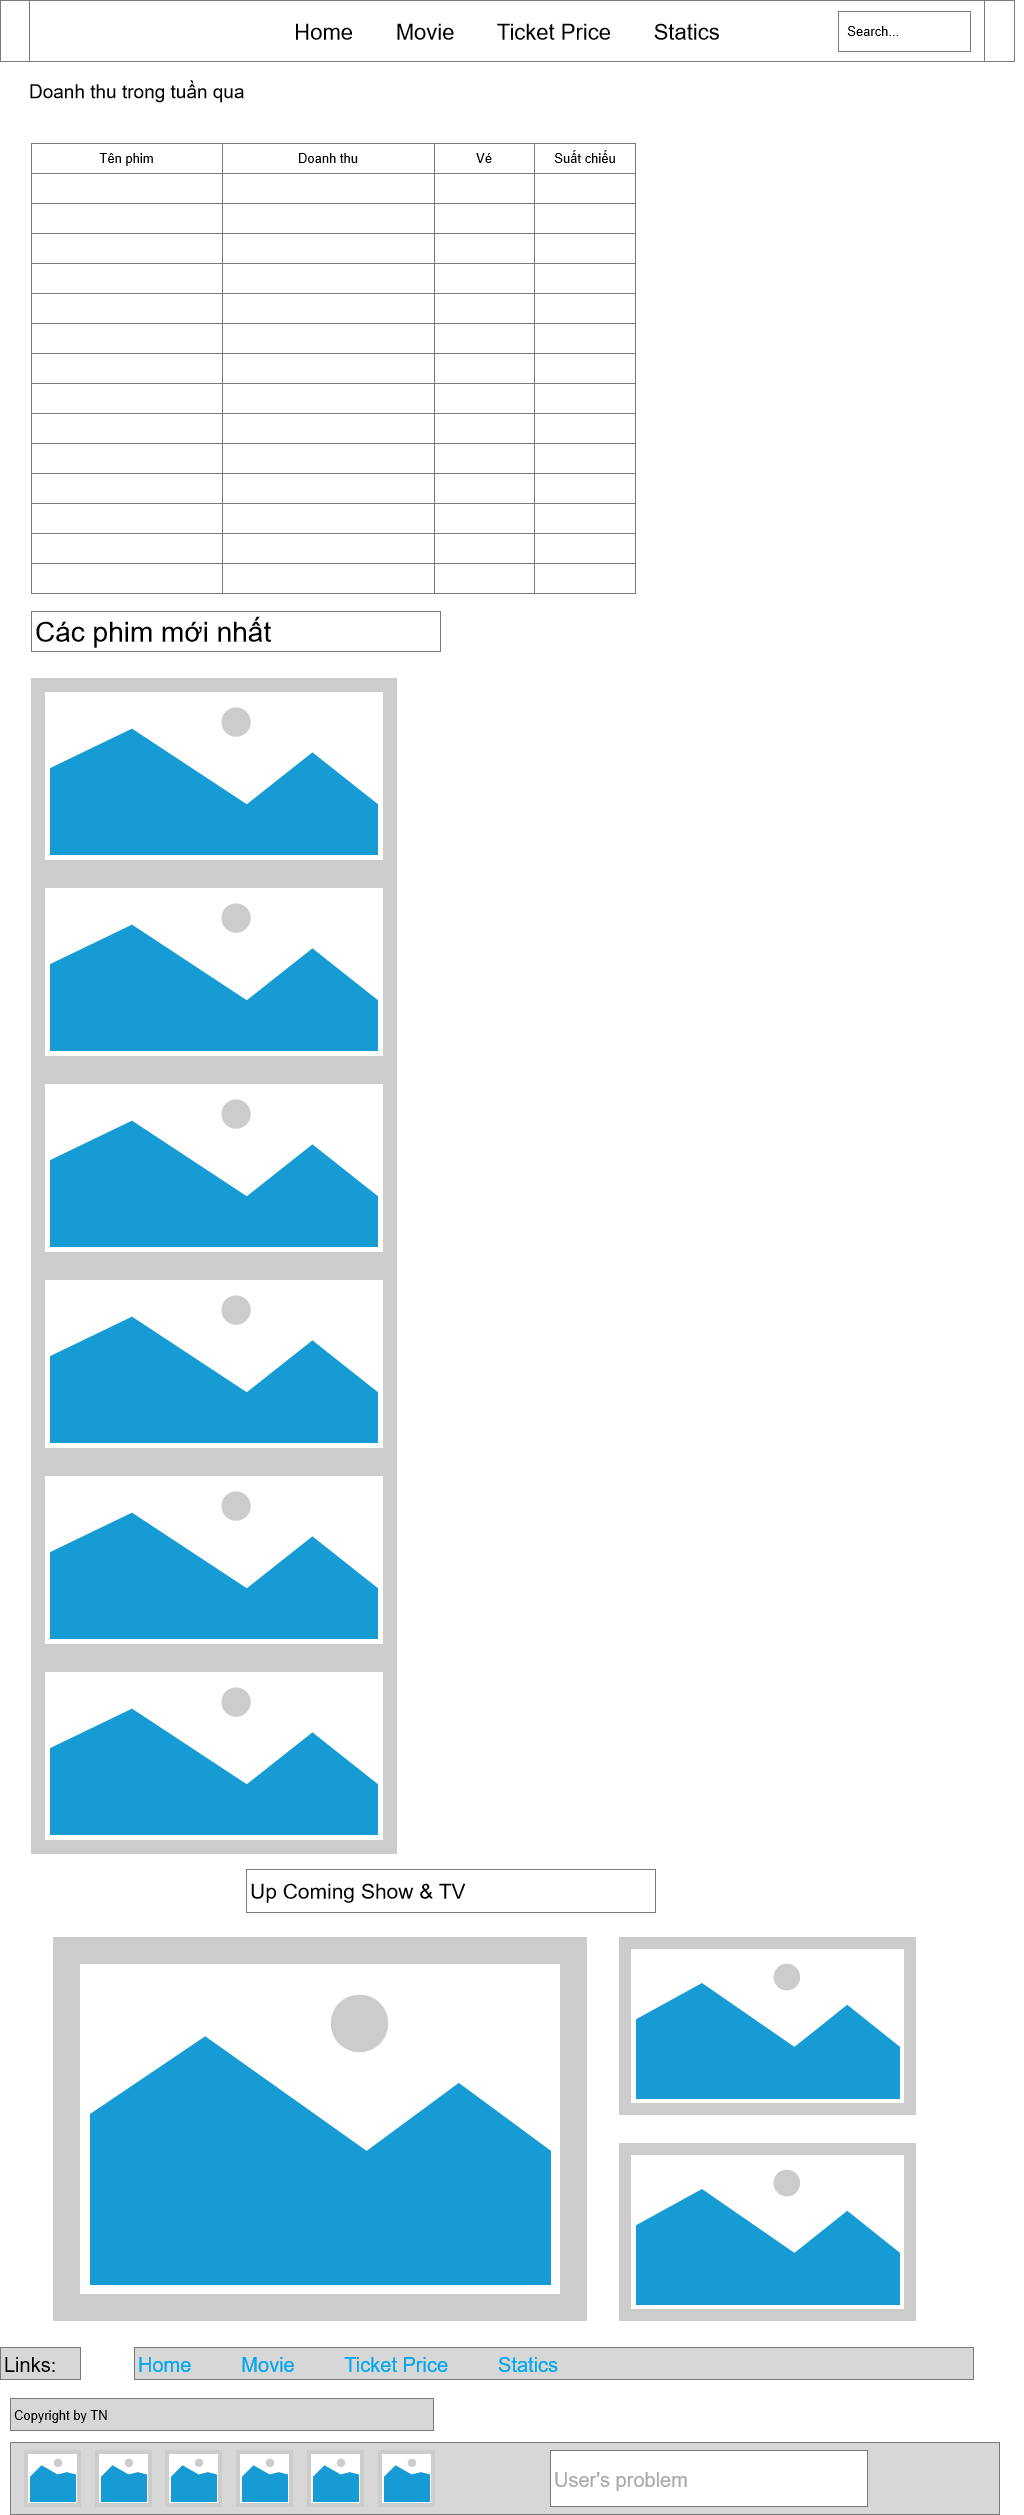 Home Movie Ticket Price Statics Search...
Doanh thu trong tuần qua
Tên phim Doanh thu Vé Suất chiếu
Các phim mới nhất
Up Coming Show & TV
Links: Home Movie Ticket Price Statics
Copyright by TN
User's problem